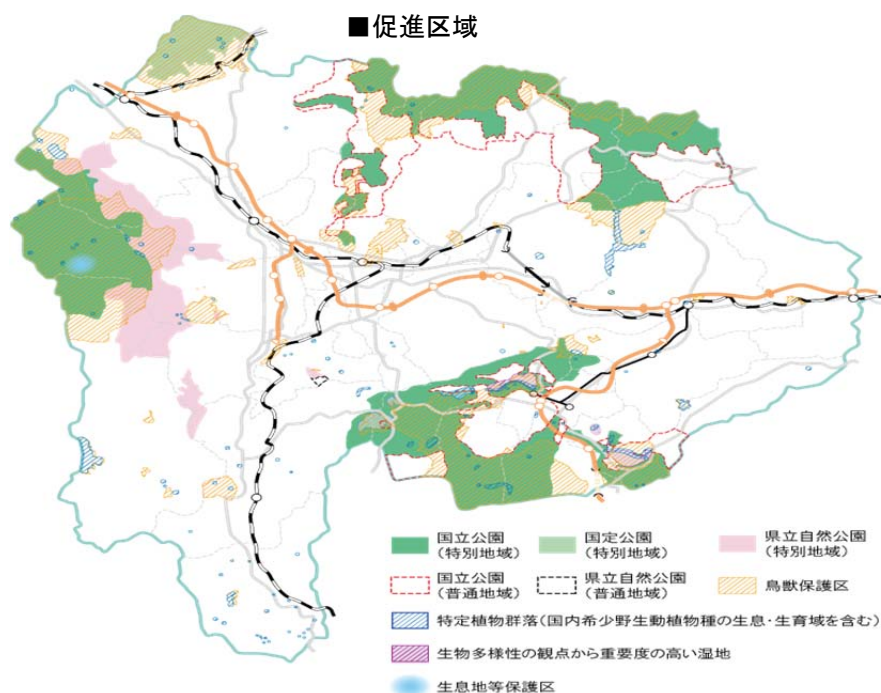 ■促進区域
国立公園
(特別地域)
国定公園
(特別地域)
県立自然公園
(特別地域)
国立公園
(普通地域)
県立自然公園
(普通地域)
鳥獣保護区
特定植物群落(国内希少野生動植物種の生息・生育域を含む)
生物多様性の観点から重要度の高い湿地
生息地等保護区